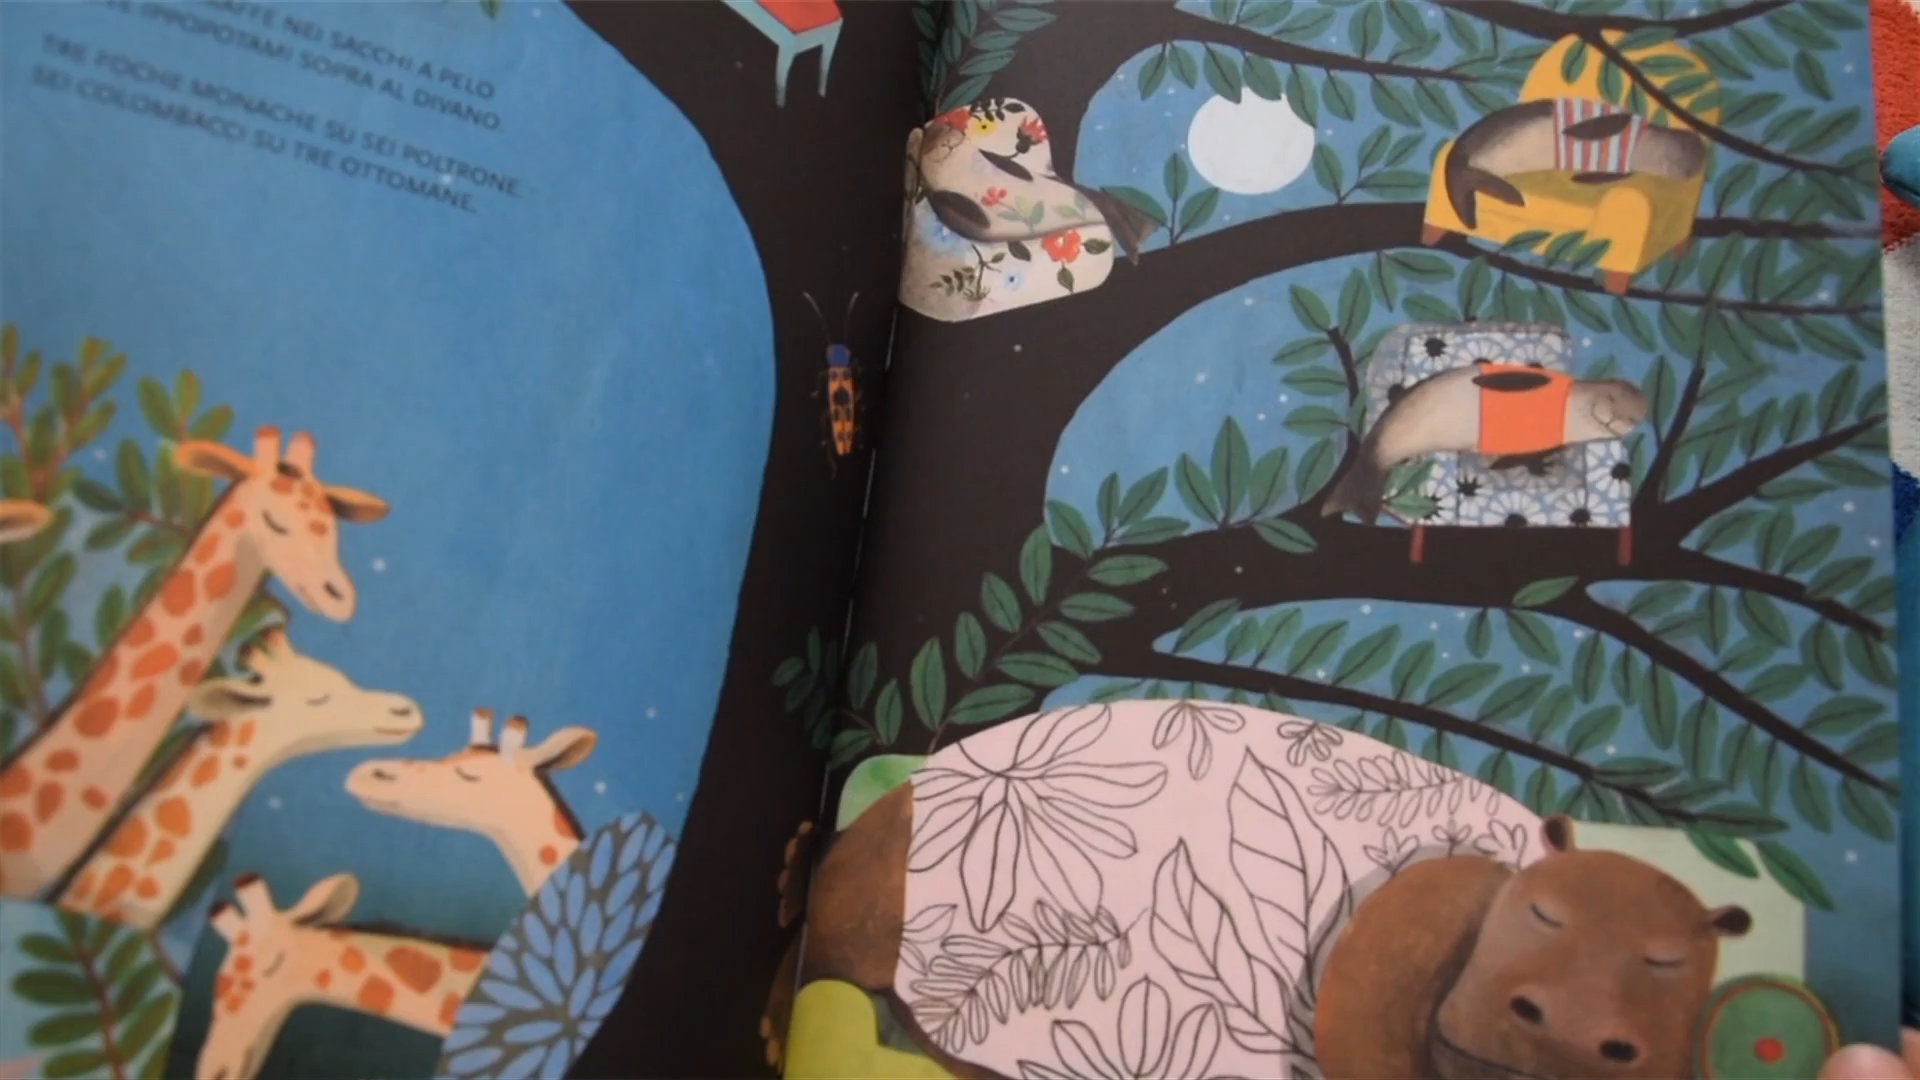 NEI SACCHI A PELO
IPPOPOTAMI SOPRA AL DIVANO.
TRE FOCHE MONACHE SU SEI POLTRONE.
SEI COLOMBACCI SU TRE OTTOMANE.